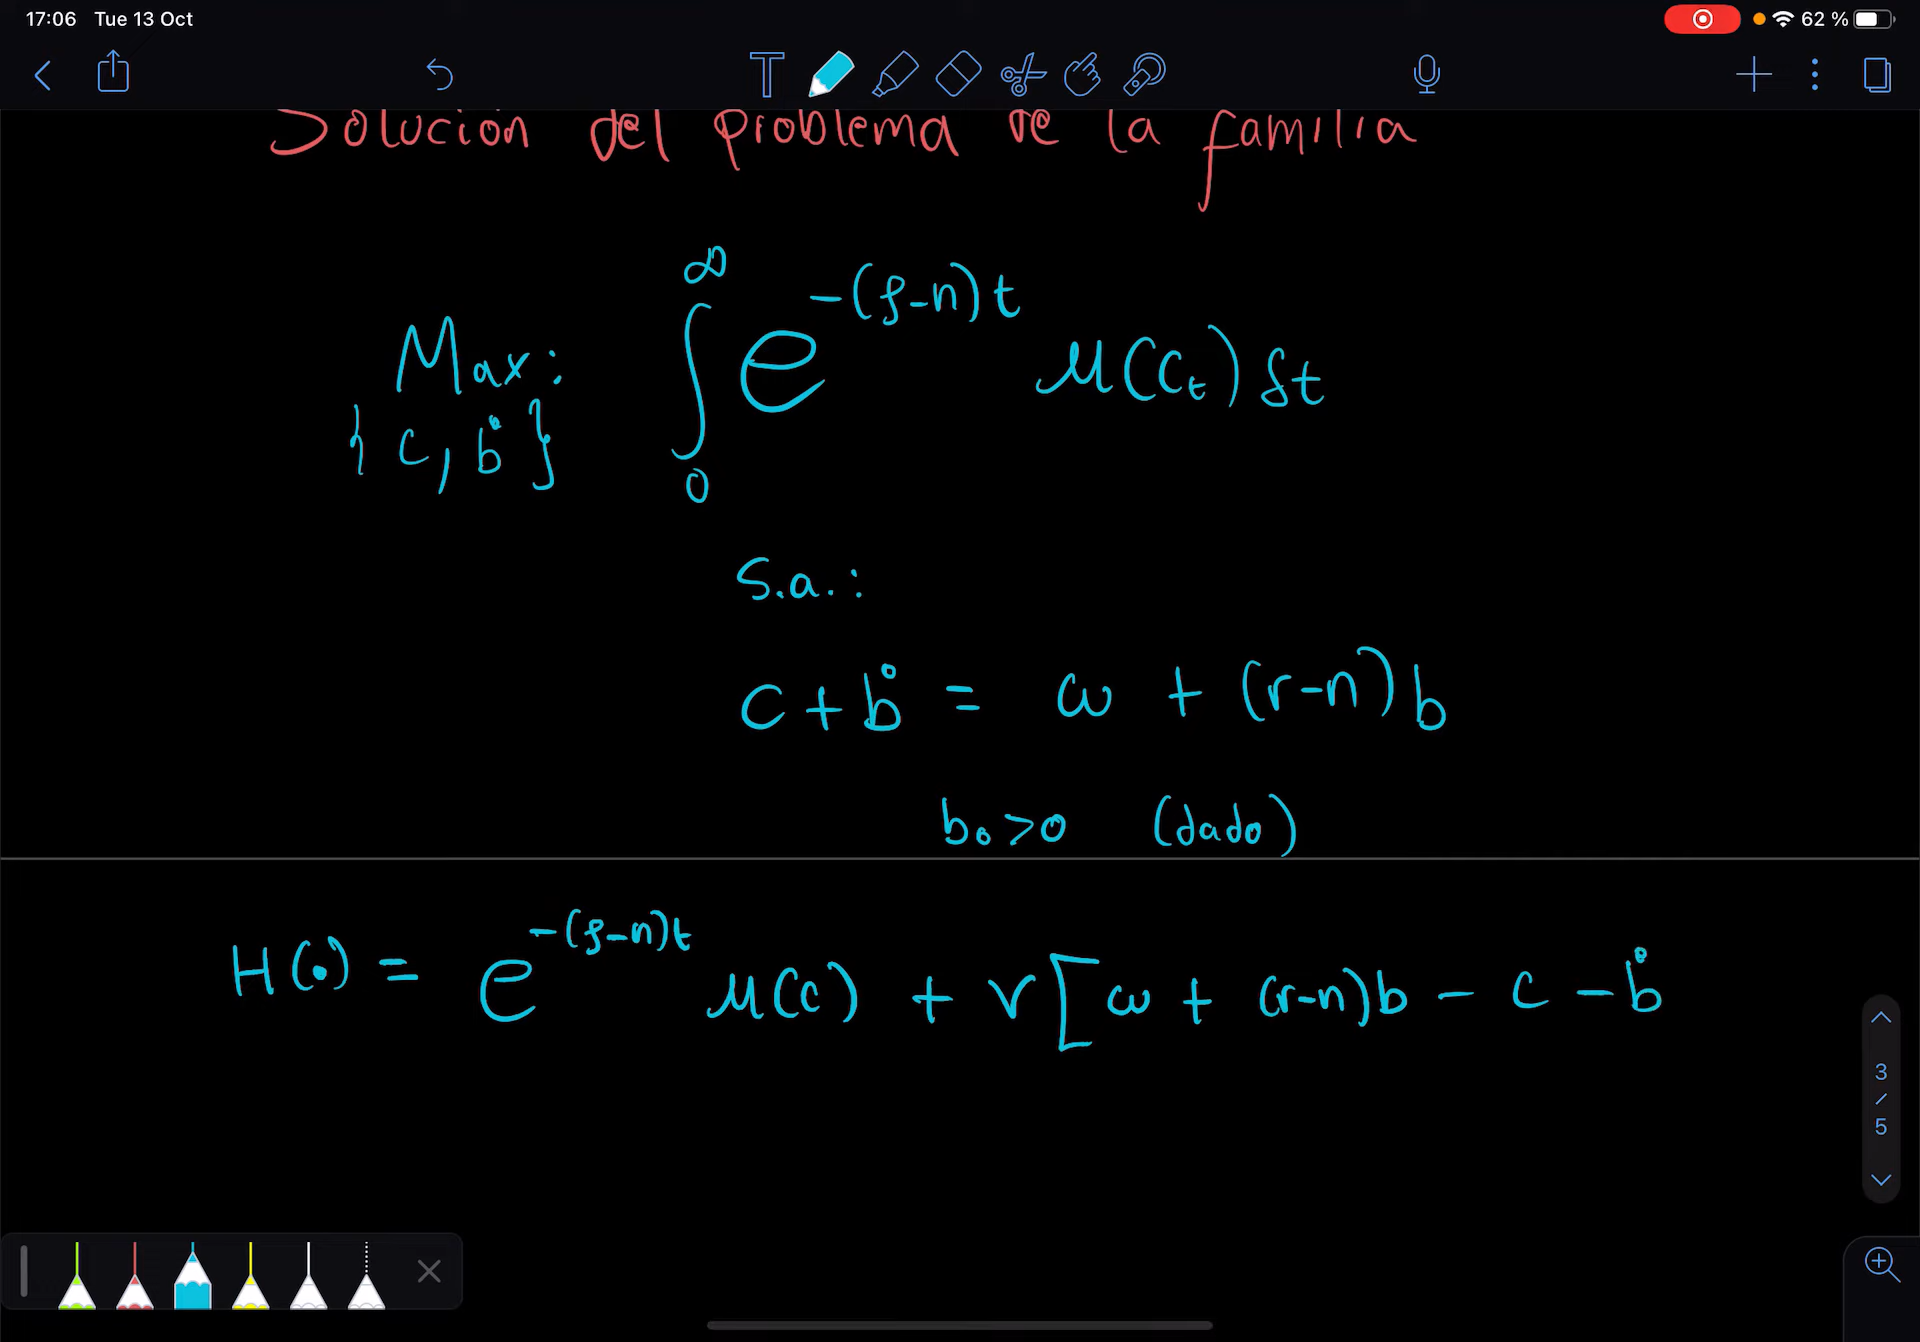 17:06 Tue 13 Oct 62 %
T
Solución del problema de la familia
Max: ∫₀^∞ e^{-(ρ-n)t} u(c_t) dt
{c, ḃ}
s.a.:
c + ḃ = ω + (r-n)b
b₀ > 0 (dado)
H(·) = e^{-(ρ-n)t} u(c) + ν[ω + (r-n)b - c - ḃ
3
/
5